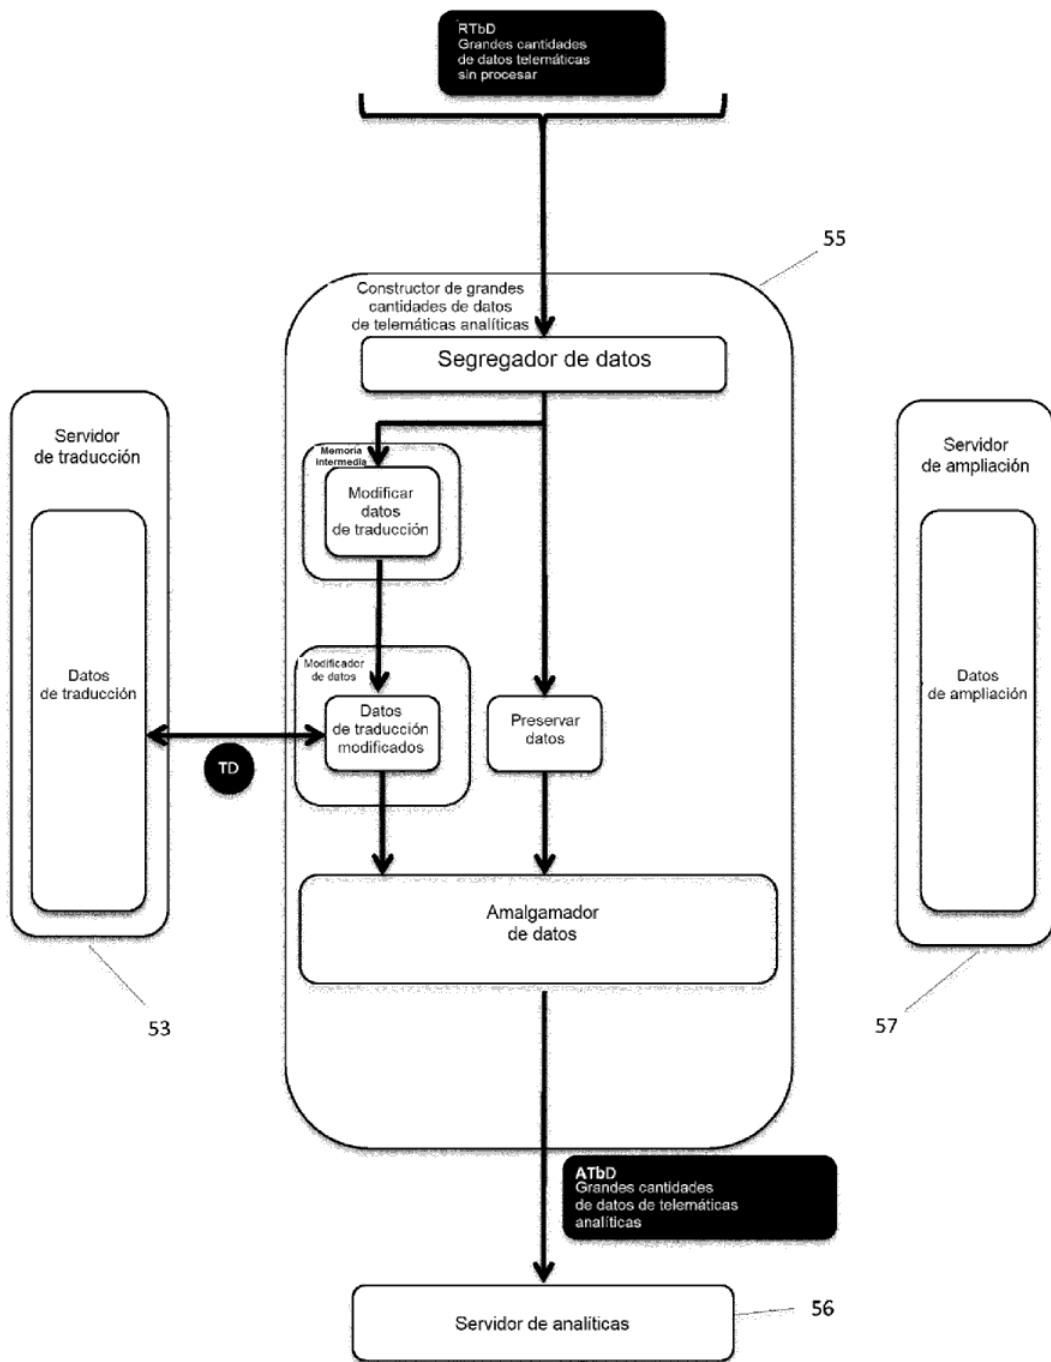 RTbD
Grandes cantidades
de datos telemáticas
sin procesar
55
Constructor de grandes
cantidades de datos
de telemáticas analíticas
Segregador de datos
Servidor
de traducción
Memoria
intermedia
Modificar
datos
de traducción
Servidor
de ampliación
Datos
de traducción
Modificador
de datos
Datos
de traducción
modificados
Preservar
datos
Datos
de ampliación
TD
Amalgamador
de datos
53
57
ATbD
Grandes cantidades
de datos de telemáticas
analíticas
Servidor de analíticas
56